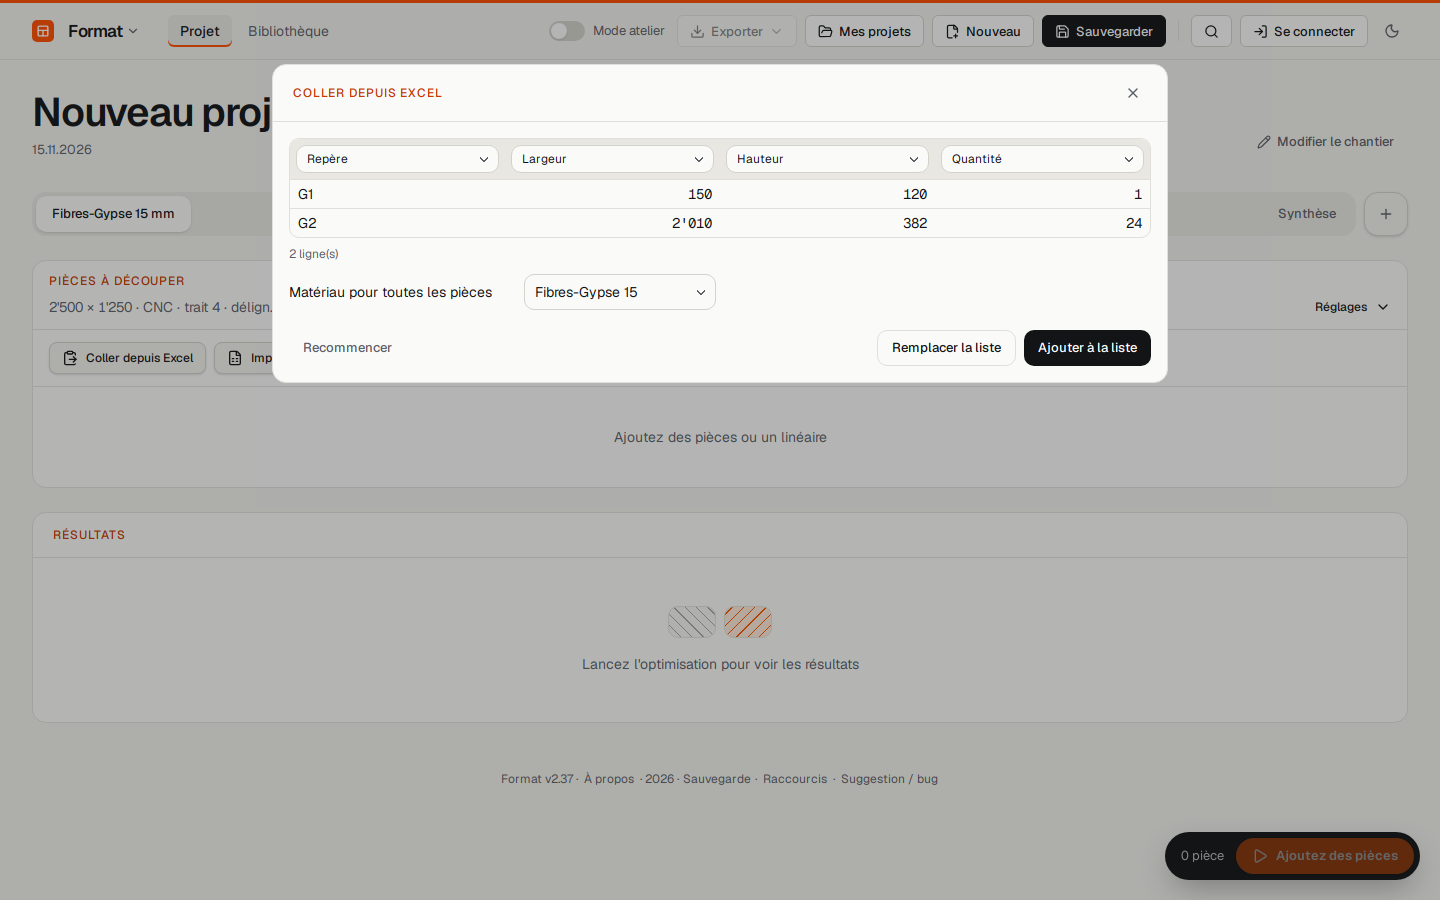 Format
Projet
Bibliothèque
Mode atelier
Exporter
Mes projets
Nouveau
Sauvegarder
Se connecter
Nouveau proj
15.11.2026
Modifier le chantier
COLLER DEPUIS EXCEL
Repère Largeur Hauteur Quantité
G1 150 120 1
G2 2'010 382 24
2 ligne(s)
Matériau pour toutes les pièces Fibres-Gypse 15
Recommencer Remplacer la liste Ajouter à la liste
Fibres-Gypse 15 mm
Synthèse
PIÈCES À DÉCOUPER
2'500 × 1'250 · CNC · trait 4 · délign.
Réglages
Coller depuis Excel
Imp
Ajoutez des pièces ou un linéaire
RÉSULTATS
Lancez l'optimisation pour voir les résultats
Format v2.37 · À propos · 2026 · Sauvegarde · Raccourcis · Suggestion / bug
0 pièce Ajoutez des pièces